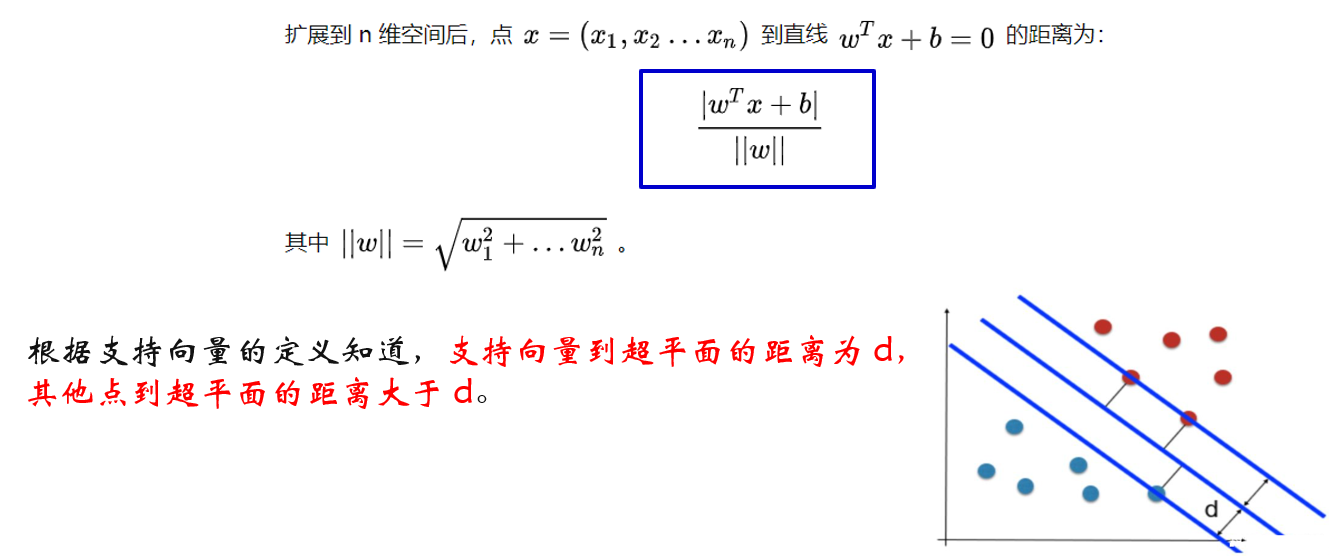 扩展到 n 维空间后，点 $x = (x_1, x_2 \ldots x_n)$ 到直线 $w^T x + b = 0$ 的距离为：
$\frac{|w^T x + b|}{||w||}$
其中 $||w|| = \sqrt{w_1^2 + \ldots w_n^2}$ 。
根据支持向量的定义知道，支持向量到超平面的距离为 d，
其他点到超平面的距离大于 d。
d